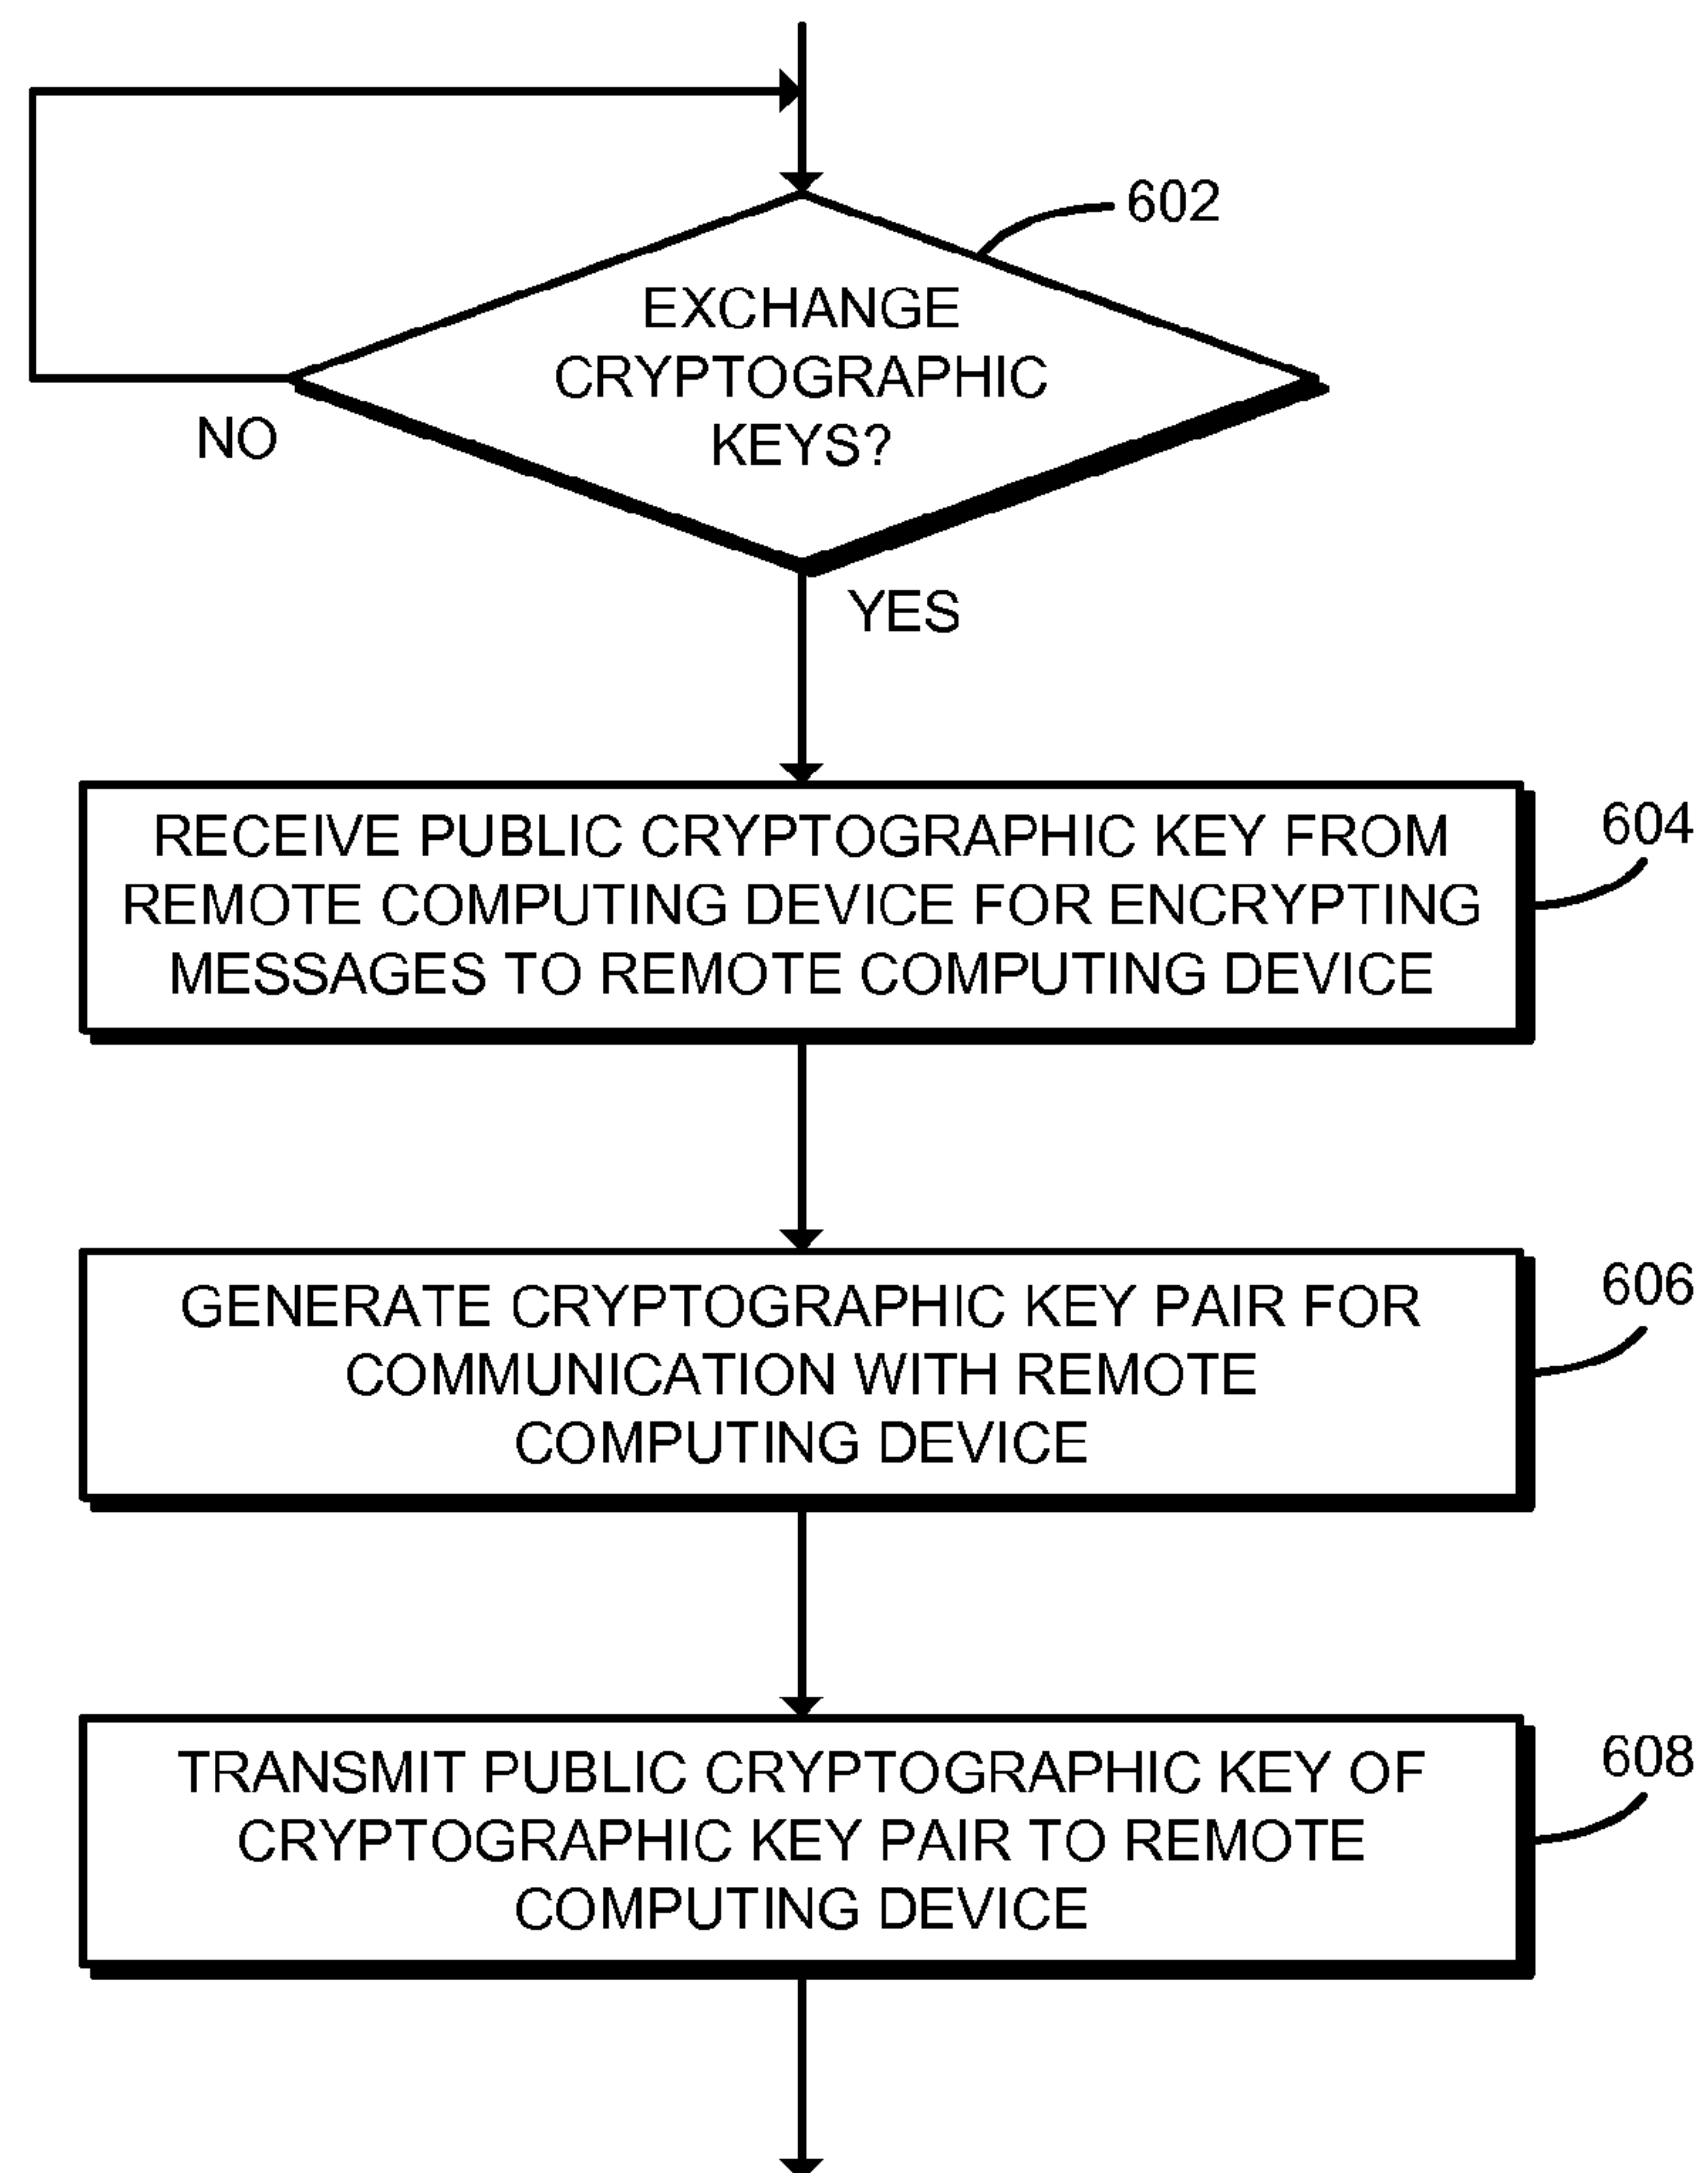 602
EXCHANGE
CRYPTOGRAPHIC
KEYS?
NO
YES
RECEIVE PUBLIC CRYPTOGRAPHIC KEY FROM
REMOTE COMPUTING DEVICE FOR ENCRYPTING
MESSAGES TO REMOTE COMPUTING DEVICE
604
GENERATE CRYPTOGRAPHIC KEY PAIR FOR
COMMUNICATION WITH REMOTE
COMPUTING DEVICE
606
TRANSMIT PUBLIC CRYPTOGRAPHIC KEY OF
CRYPTOGRAPHIC KEY PAIR TO REMOTE
COMPUTING DEVICE
608